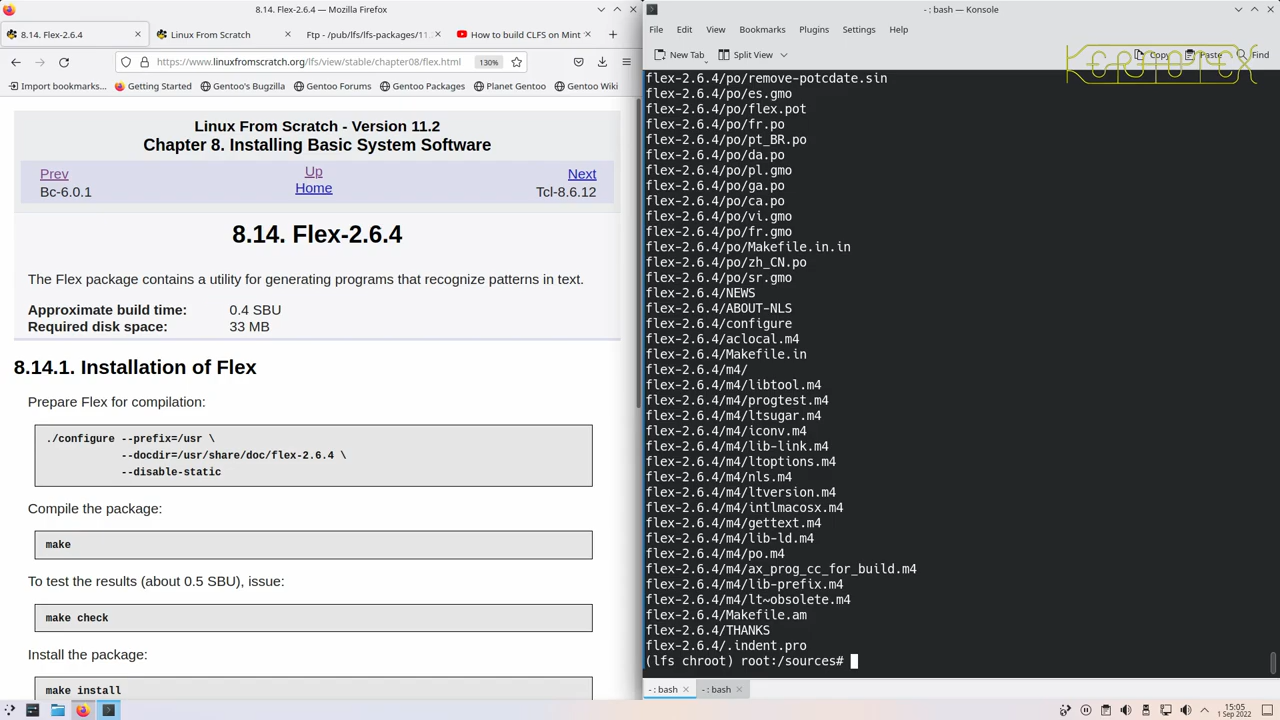 8.14. Flex-2.6.4 — Mozilla Firefox
8.14. Flex-2.6.4
Linux From Scratch
Ftp - /pub/lfs/lfs-packages/11.
How to build CLFS on Mint
https://www.linuxfromscratch.org/lfs/view/stable/chapter08/flex.html
130%
Import bookmarks...
Getting Started
Gentoo's Bugzilla
Gentoo Forums
Gentoo Packages
Planet Gentoo
Gentoo Wiki
Linux From Scratch - Version 11.2
Chapter 8. Installing Basic System Software
Prev
Up
Next
Bc-6.0.1
Home
Tcl-8.6.12
8.14. Flex-2.6.4
The Flex package contains a utility for generating programs that recognize patterns in text.
Approximate build time: 0.4 SBU
Required disk space: 33 MB
8.14.1. Installation of Flex
Prepare Flex for compilation:
./configure --prefix=/usr \
--docdir=/usr/share/doc/flex-2.6.4 \
--disable-static
Compile the package:
make
To test the results (about 0.5 SBU), issue:
make check
Install the package:
make install
- : bash — Konsole
File Edit View Bookmarks Plugins Settings Help
New Tab
Split View
Copy
Paste
Find
KERNOTEX
flex-2.6.4/po/remove-potcdate.sin
flex-2.6.4/po/es.gmo
flex-2.6.4/po/flex.pot
flex-2.6.4/po/fr.po
flex-2.6.4/po/pt_BR.po
flex-2.6.4/po/da.po
flex-2.6.4/po/pl.gmo
flex-2.6.4/po/ga.po
flex-2.6.4/po/ca.po
flex-2.6.4/po/vi.gmo
flex-2.6.4/po/fr.gmo
flex-2.6.4/po/Makefile.in.in
flex-2.6.4/po/zh_CN.po
flex-2.6.4/po/sr.gmo
flex-2.6.4/NEWS
flex-2.6.4/ABOUT-NLS
flex-2.6.4/configure
flex-2.6.4/aclocal.m4
flex-2.6.4/Makefile.in
flex-2.6.4/m4/
flex-2.6.4/m4/libtool.m4
flex-2.6.4/m4/progtest.m4
flex-2.6.4/m4/ltsugar.m4
flex-2.6.4/m4/iconv.m4
flex-2.6.4/m4/lib-link.m4
flex-2.6.4/m4/ltoptions.m4
flex-2.6.4/m4/nls.m4
flex-2.6.4/m4/ltversion.m4
flex-2.6.4/m4/intlmacosx.m4
flex-2.6.4/m4/gettext.m4
flex-2.6.4/m4/lib-ld.m4
flex-2.6.4/m4/po.m4
flex-2.6.4/m4/ax_prog_cc_for_build.m4
flex-2.6.4/m4/lib-prefix.m4
flex-2.6.4/m4/lt~obsolete.m4
flex-2.6.4/Makefile.am
flex-2.6.4/THANKS
flex-2.6.4/.indent.pro
(lfs chroot) root:/sources#
- : bash
- : bash
15:05
1 Sep 2022